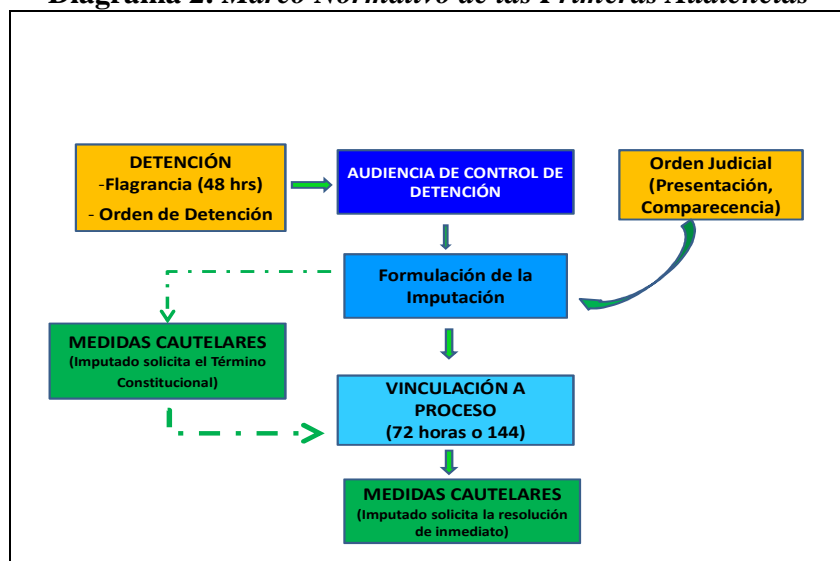 Diagrama 2. Marco Normativo de las Primeras Audiencias
DETENCIÓN
-Flagrancia (48 hrs)
- Orden de Detención
AUDIENCIA DE CONTROL DE
DETENCIÓN
Orden Judicial
(Presentación,
Comparecencia)
Formulación de la
Imputación
MEDIDAS CAUTELARES
(Imputado solicita el Término
Constitucional)
VINCULACIÓN A
PROCESO
(72 horas o 144)
MEDIDAS CAUTELARES
(Imputado solicita la resolución
de inmediato)